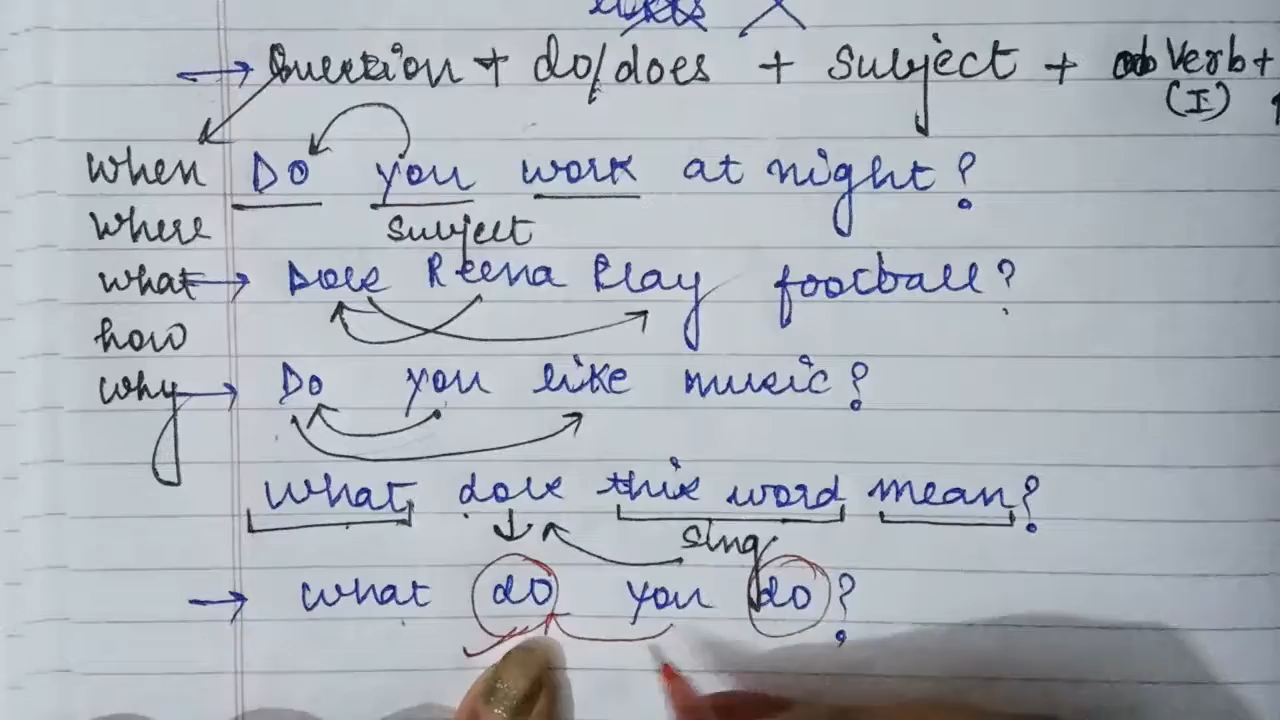 → Question + do/does + Subject + Verb +
(I)
When Do you work at night?
where subject
what → Does Reena Play football?
how
why → Do you like music?
What does this word mean?
sing
→ What do you do?